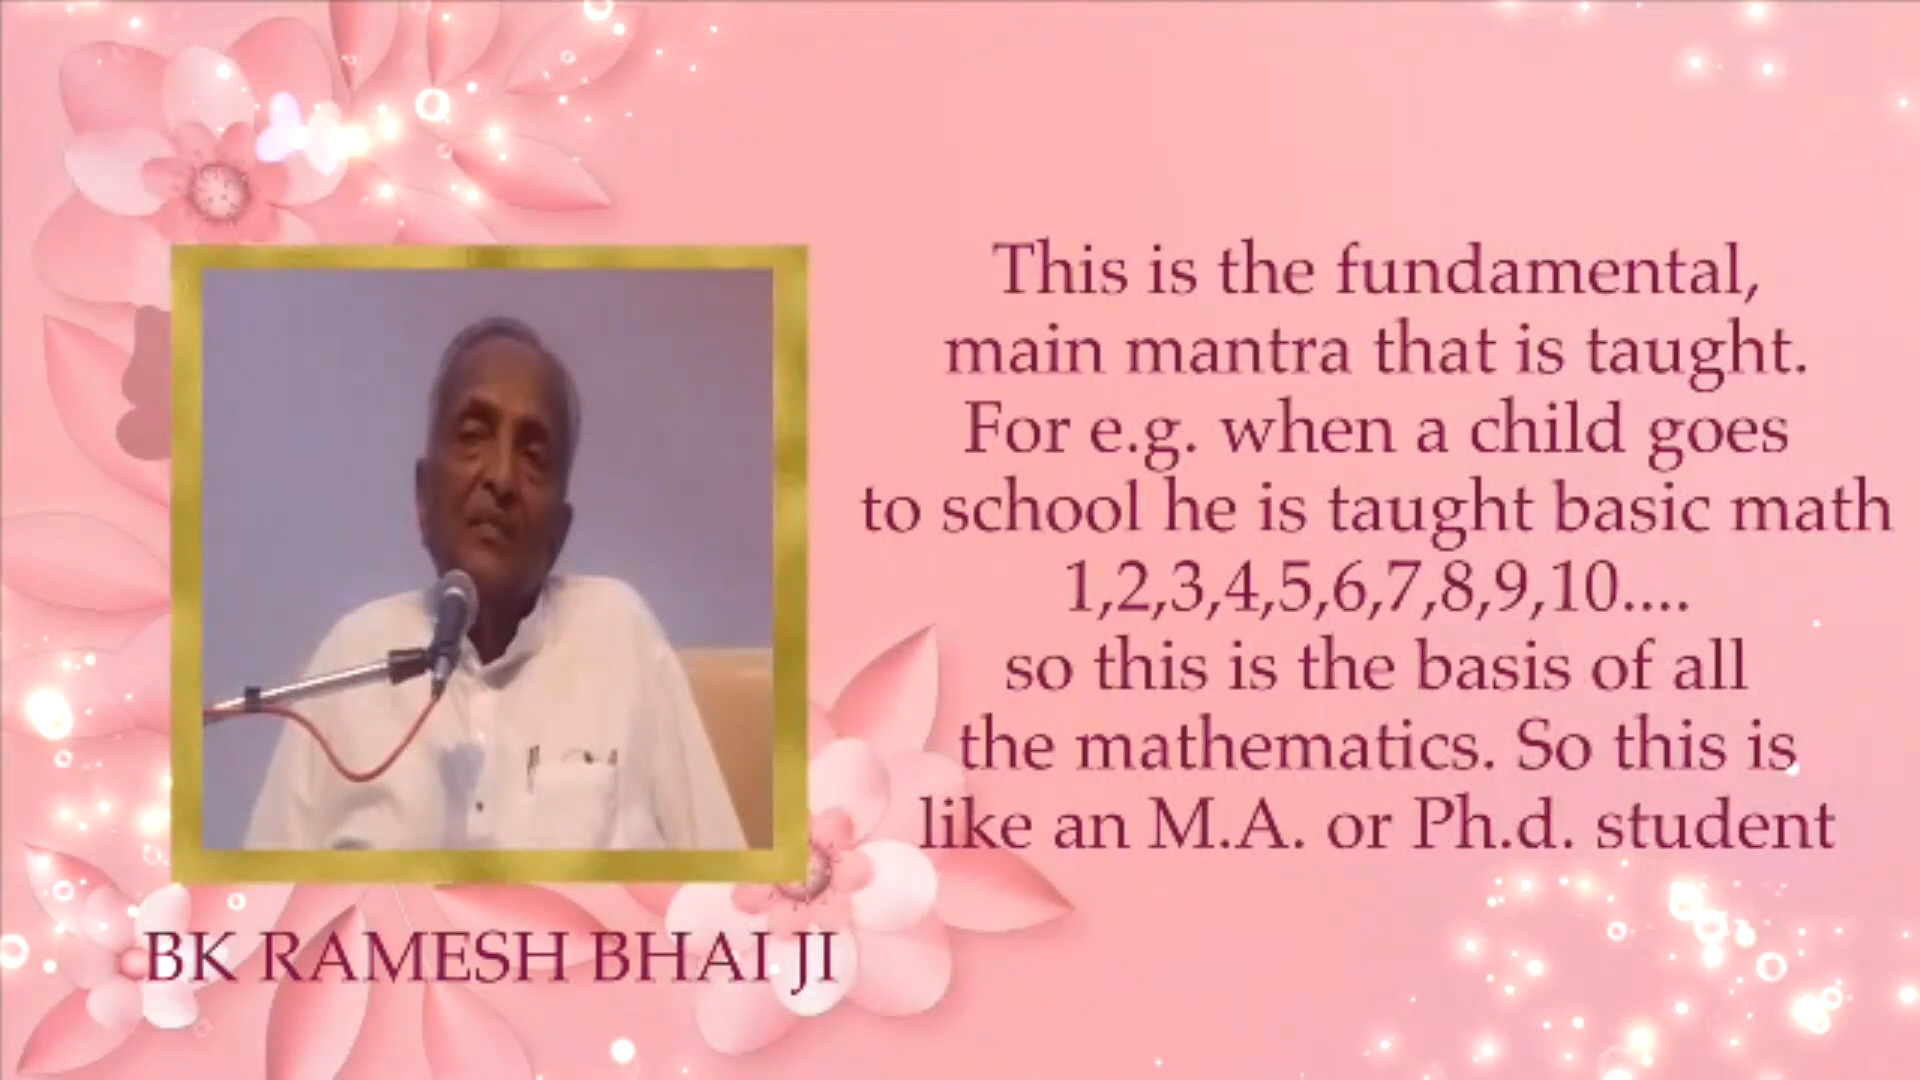 This is the fundamental,
main mantra that is taught.
For e.g. when a child goes
to school he is taught basic math
1,2,3,4,5,6,7,8,9,10....
so this is the basis of all
the mathematics. So this is
like an M.A. or Ph.d. student
BK RAMESH BHAI JI